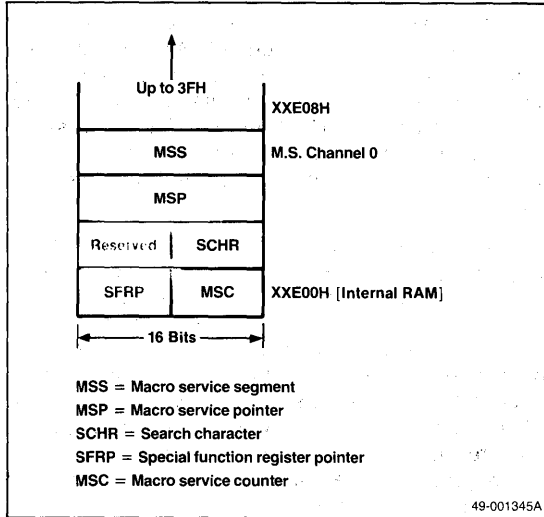 Up to 3FH
XXE08H
MSS
M.S. Channel 0
MSP
Reserved
SCHR
SFRP
MSC
XXE00H [Internal RAM]
16 Bits
MSS = Macro service segment
MSP = Macro service pointer
SCHR = Search character
SFRP = Special function register pointer
MSC = Macro service counter
49-001345A